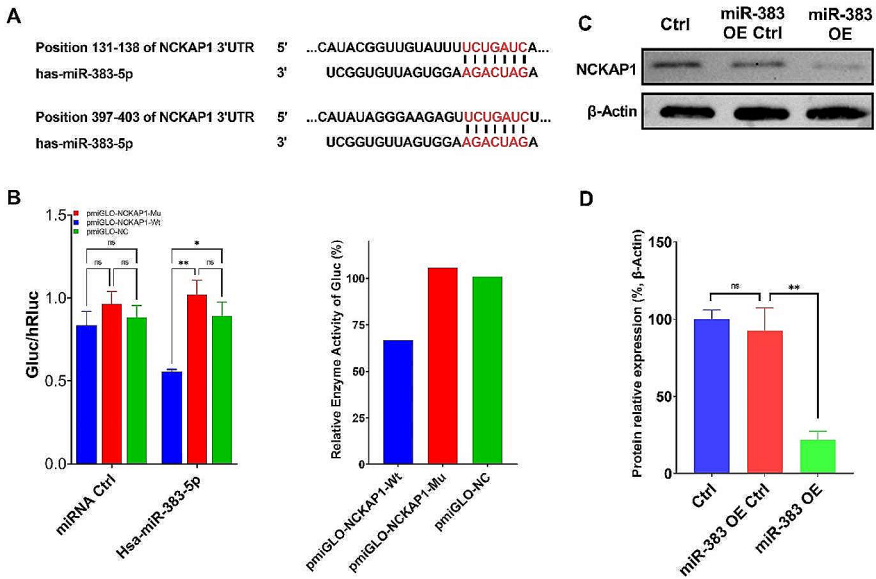 A
Position 131-138 of NCKAP1 3'UTR 5' ...CAUACGGUUGUAUUUUCUGAUCA...
has-miR-383-5p 3' UCGGUGUUAGUGGAAGACUAGA
Position 397-403 of NCKAP1 3'UTR 5' ...CAUAUAGGGAAGAGUUCUGAUCU...
has-miR-383-5p 3' UCGGUGUUAGUGGAAGACUAGA
C
Ctrl
miR-383
OE Ctrl
miR-383
OE
NCKAP1
β-Actin
B
pmiGLO-NCKAP1-Mu
pmiGLO-NCKAP1-Wt
pmiGLO-NC
Gluc/hRluc
1.5
1.0
0.5
0.0
ns
ns
ns
*
**
ns
miRNA Ctrl
Hsa-miR-383-5p
Relative Enzyme Activity of Gluc (%)
100
75
50
25
0
pmiGLO-NCKAP1-Wt
pmiGLO-NCKAP1-Mu
pmiGLO-NC
D
Protein relative expression (%, β-Actin)
150
100
50
0
ns
**
Ctrl
miR-383 OE Ctrl
miR-383 OE